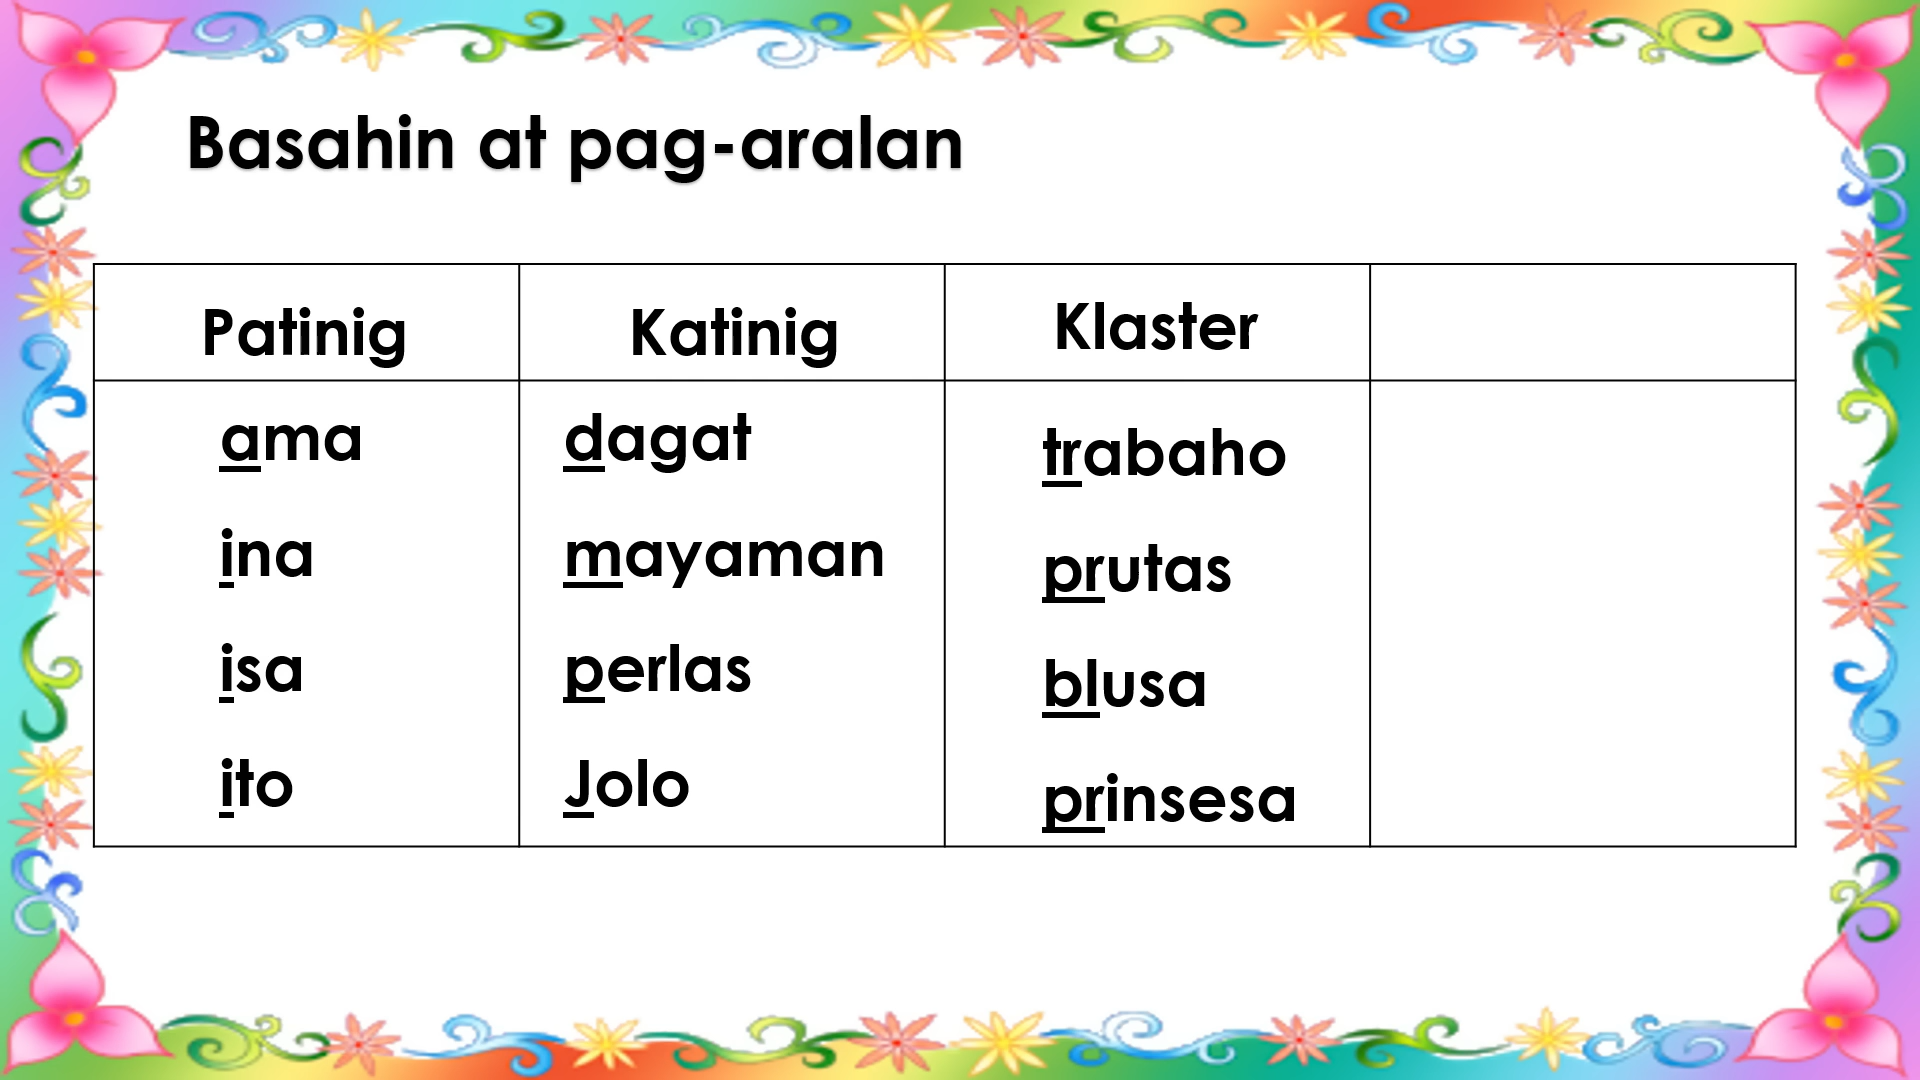 Basahin at pag-aralan
Patinig Katinig Klaster
ama dagat trabaho
ina mayaman prutas
isa perlas blusa
ito Jolo prinsesa